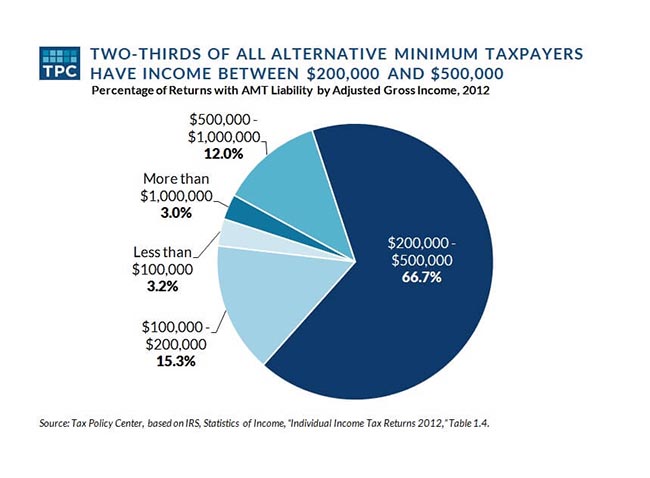 TPC
TWO-THIRDS OF ALL ALTERNATIVE MINIMUM TAXPAYERS
HAVE INCOME BETWEEN $200,000 AND $500,000
Percentage of Returns with AMT Liability by Adjusted Gross Income, 2012
$500,000 -
$1,000,000
12.0%
More than
$1,000,000
3.0%
Less than
$100,000
3.2%
$100,000 -
$200,000
15.3%
$200,000 -
$500,000
66.7%
Source: Tax Policy Center, based on IRS, Statistics of Income, "Individual Income Tax Returns 2012," Table 1.4.